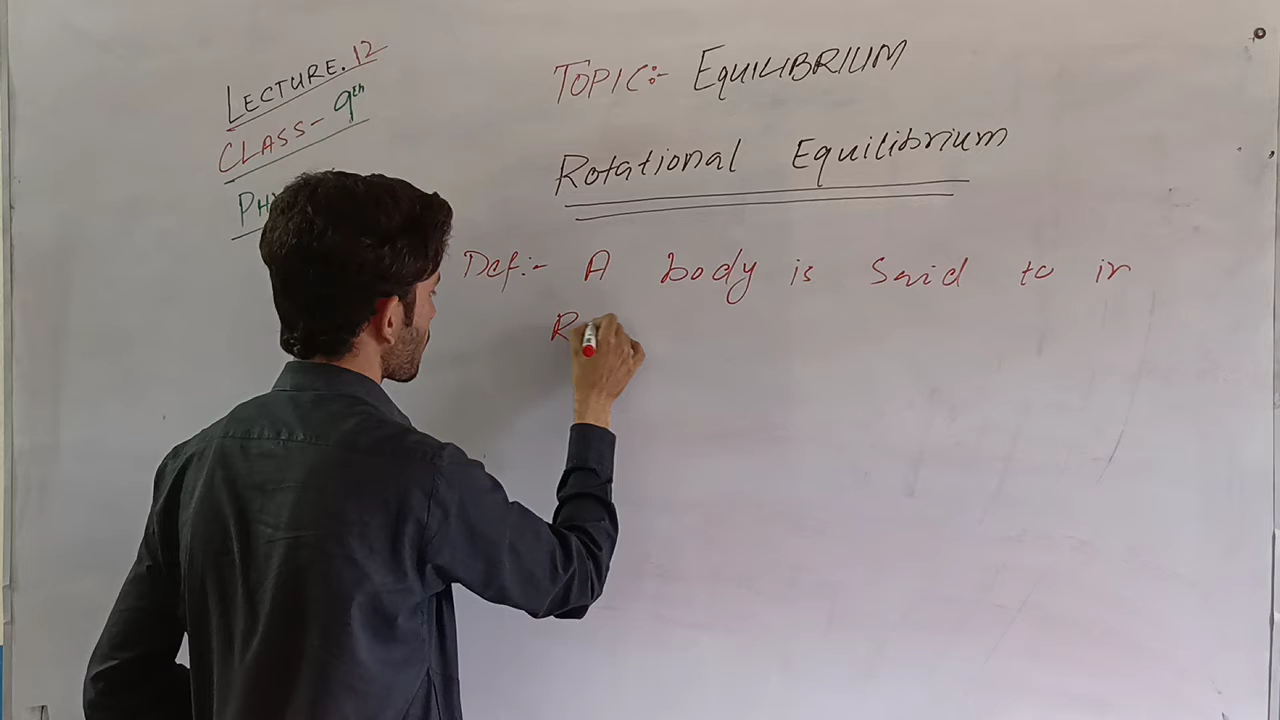 LECTURE. 12
CLASS- 9th
TOPIC:- EQUILIBRIUM
Rotational Equilibrium
Def:- A body is Said to in
R